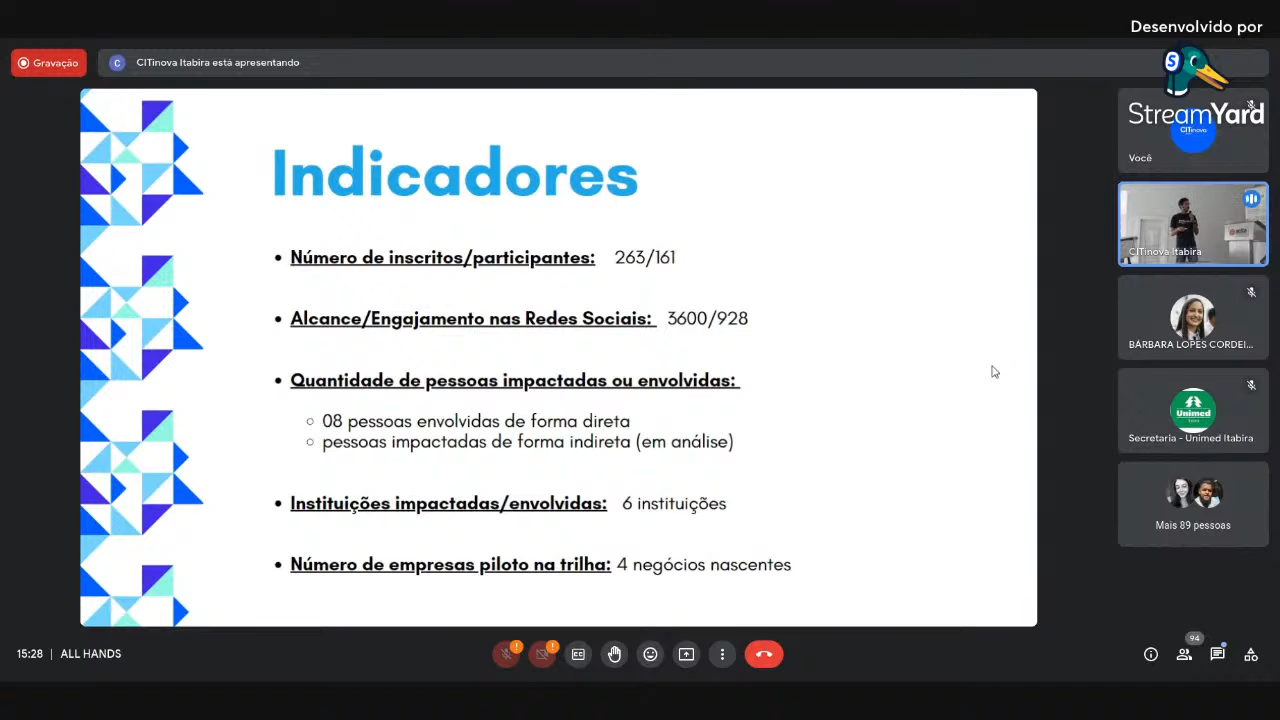 Desenvolvido por
StreamYard
Gravação
C CITinova Itabira está apresentando
Indicadores
• Número de inscritos/participantes: 263/161
• Alcance/Engajamento nas Redes Sociais: 3600/928
• Quantidade de pessoas impactadas ou envolvidas:
○ 08 pessoas envolvidas de forma direta
○ pessoas impactadas de forma indireta (em análise)
• Instituições impactadas/envolvidas: 6 instituições
• Número de empresas piloto na trilha: 4 negócios nascentes
CITinova
Você
CITinova Itabira
BÁRBARA LOPES CORDEI...
Unimed
Secretaria - Unimed Itabira
Mais 89 pessoas
15:28 | ALL HANDS
94